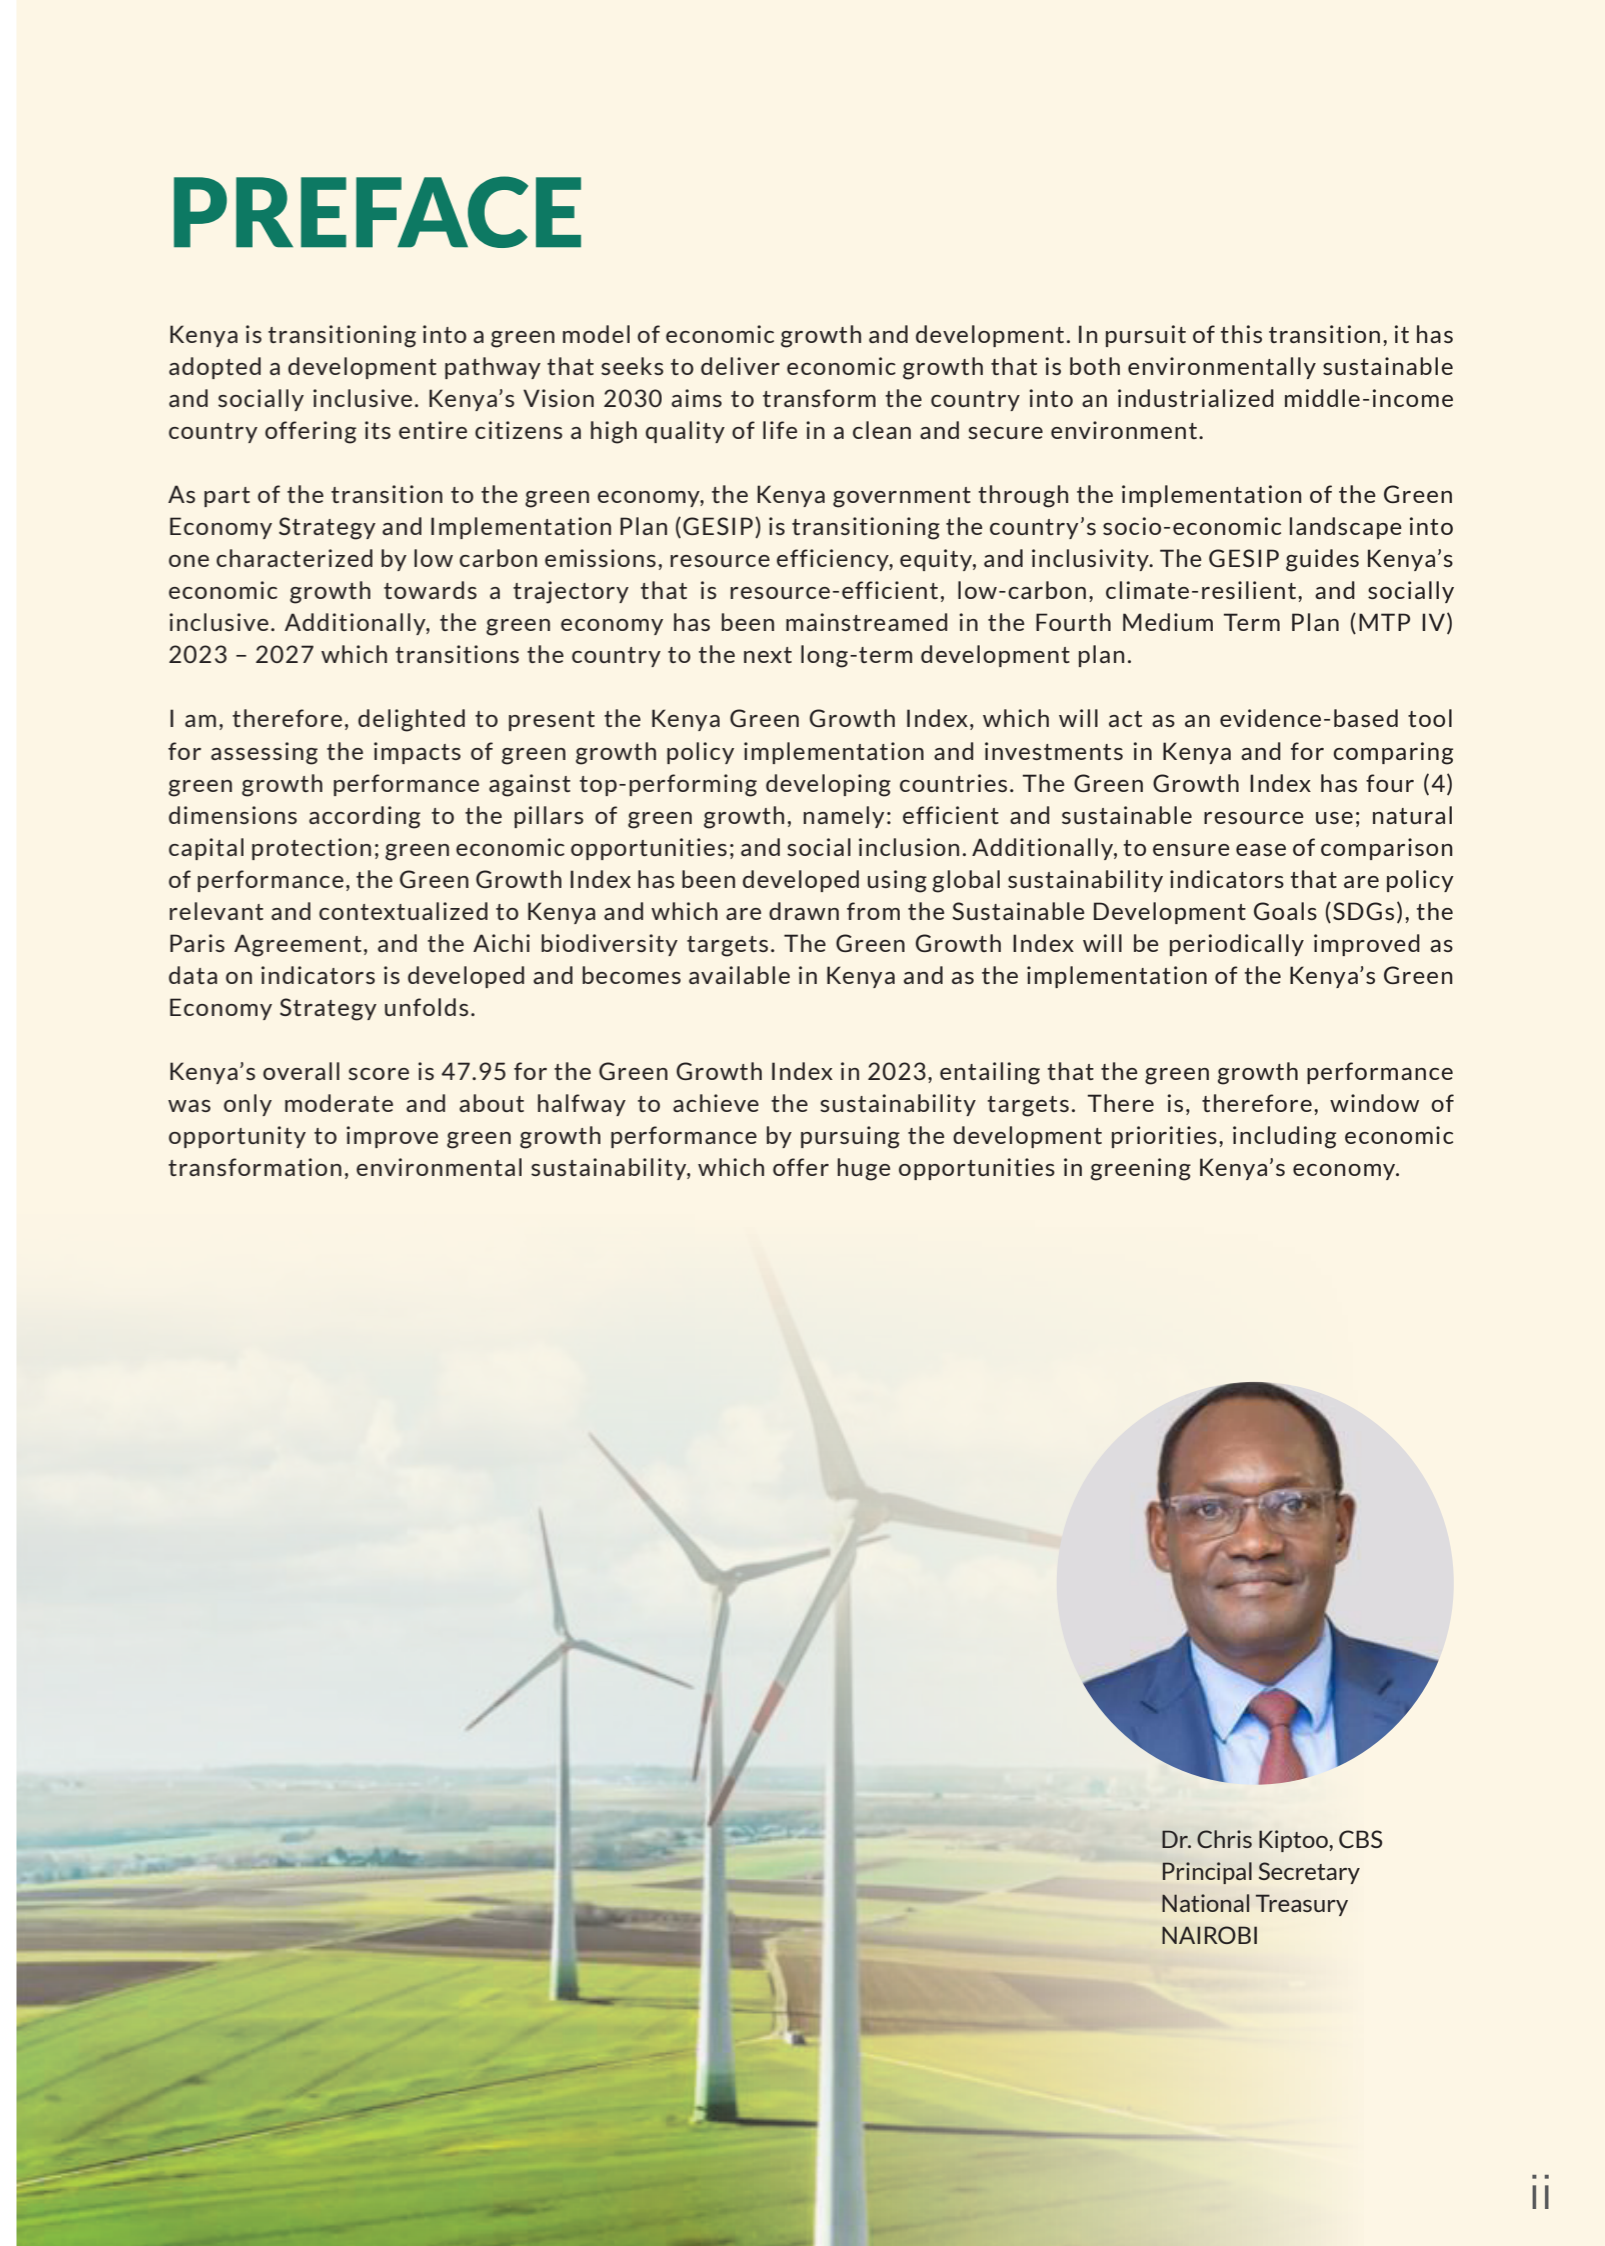 PREFACE
Kenya is transitioning into a green model of economic growth and development. In pursuit of this transition, it has
adopted a development pathway that seeks to deliver economic growth that is both environmentally sustainable
and socially inclusive. Kenya’s Vision 2030 aims to transform the country into an industrialized middle-income
country offering its entire citizens a high quality of life in a clean and secure environment.
As part of the transition to the green economy, the Kenya government through the implementation of the Green
Economy Strategy and Implementation Plan (GESIP) is transitioning the country’s socio-economic landscape into
one characterized by low carbon emissions, resource efficiency, equity, and inclusivity. The GESIP guides Kenya’s
economic growth towards a trajectory that is resource-efficient, low-carbon, climate-resilient, and socially
inclusive. Additionally, the green economy has been mainstreamed in the Fourth Medium Term Plan (MTP IV)
2023 – 2027 which transitions the country to the next long-term development plan.
I am, therefore, delighted to present the Kenya Green Growth Index, which will act as an evidence-based tool
for assessing the impacts of green growth policy implementation and investments in Kenya and for comparing
green growth performance against top-performing developing countries. The Green Growth Index has four (4)
dimensions according to the pillars of green growth, namely: efficient and sustainable resource use; natural
capital protection; green economic opportunities; and social inclusion. Additionally, to ensure ease of comparison
of performance, the Green Growth Index has been developed using global sustainability indicators that are policy
relevant and contextualized to Kenya and which are drawn from the Sustainable Development Goals (SDGs), the
Paris Agreement, and the Aichi biodiversity targets. The Green Growth Index will be periodically improved as
data on indicators is developed and becomes available in Kenya and as the implementation of the Kenya’s Green
Economy Strategy unfolds.
Kenya’s overall score is 47.95 for the Green Growth Index in 2023, entailing that the green growth performance
was only moderate and about halfway to achieve the sustainability targets. There is, therefore, window of
opportunity to improve green growth performance by pursuing the development priorities, including economic
transformation, environmental sustainability, which offer huge opportunities in greening Kenya’s economy.
Dr. Chris Kiptoo, CBS
Principal Secretary
National Treasury
NAIROBI
ii